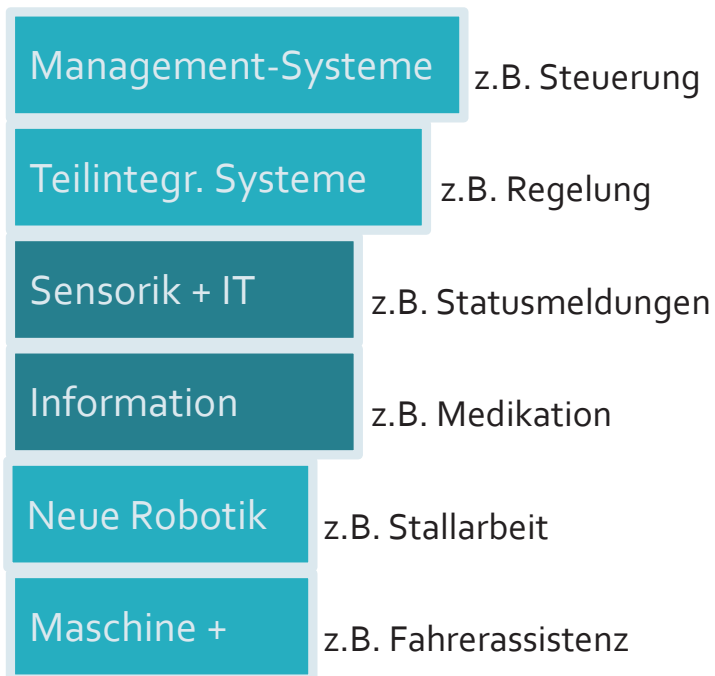 Management-Systeme z.B. Steuerung
Teilintegr. Systeme z.B. Regelung
Sensorik + IT z.B. Statusmeldungen
Information z.B. Medikation
Neue Robotik z.B. Stallarbeit
Maschine + z.B. Fahrerassistenz